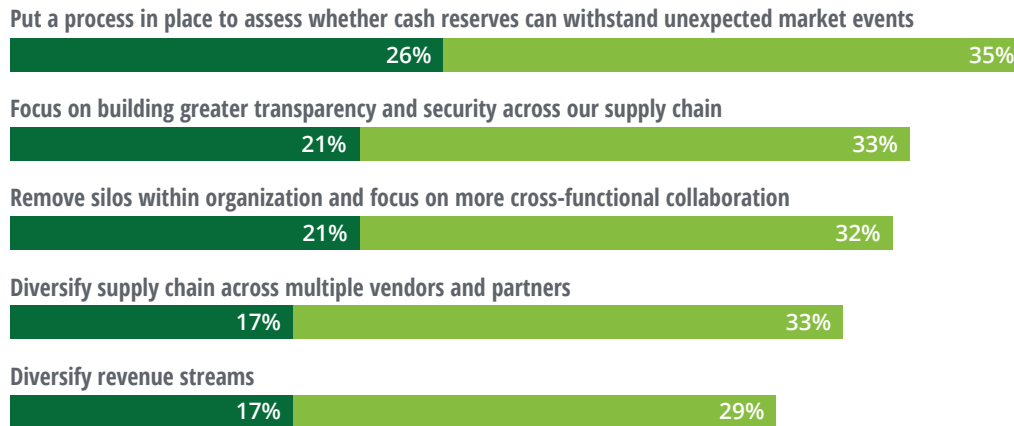 Put a process in place to assess whether cash reserves can withstand unexpected market events
26% 35%
Focus on building greater transparency and security across our supply chain
21% 33%
Remove silos within organization and focus on more cross-functional collaboration
21% 32%
Diversify supply chain across multiple vendors and partners
17% 33%
Diversify revenue streams
17% 29%